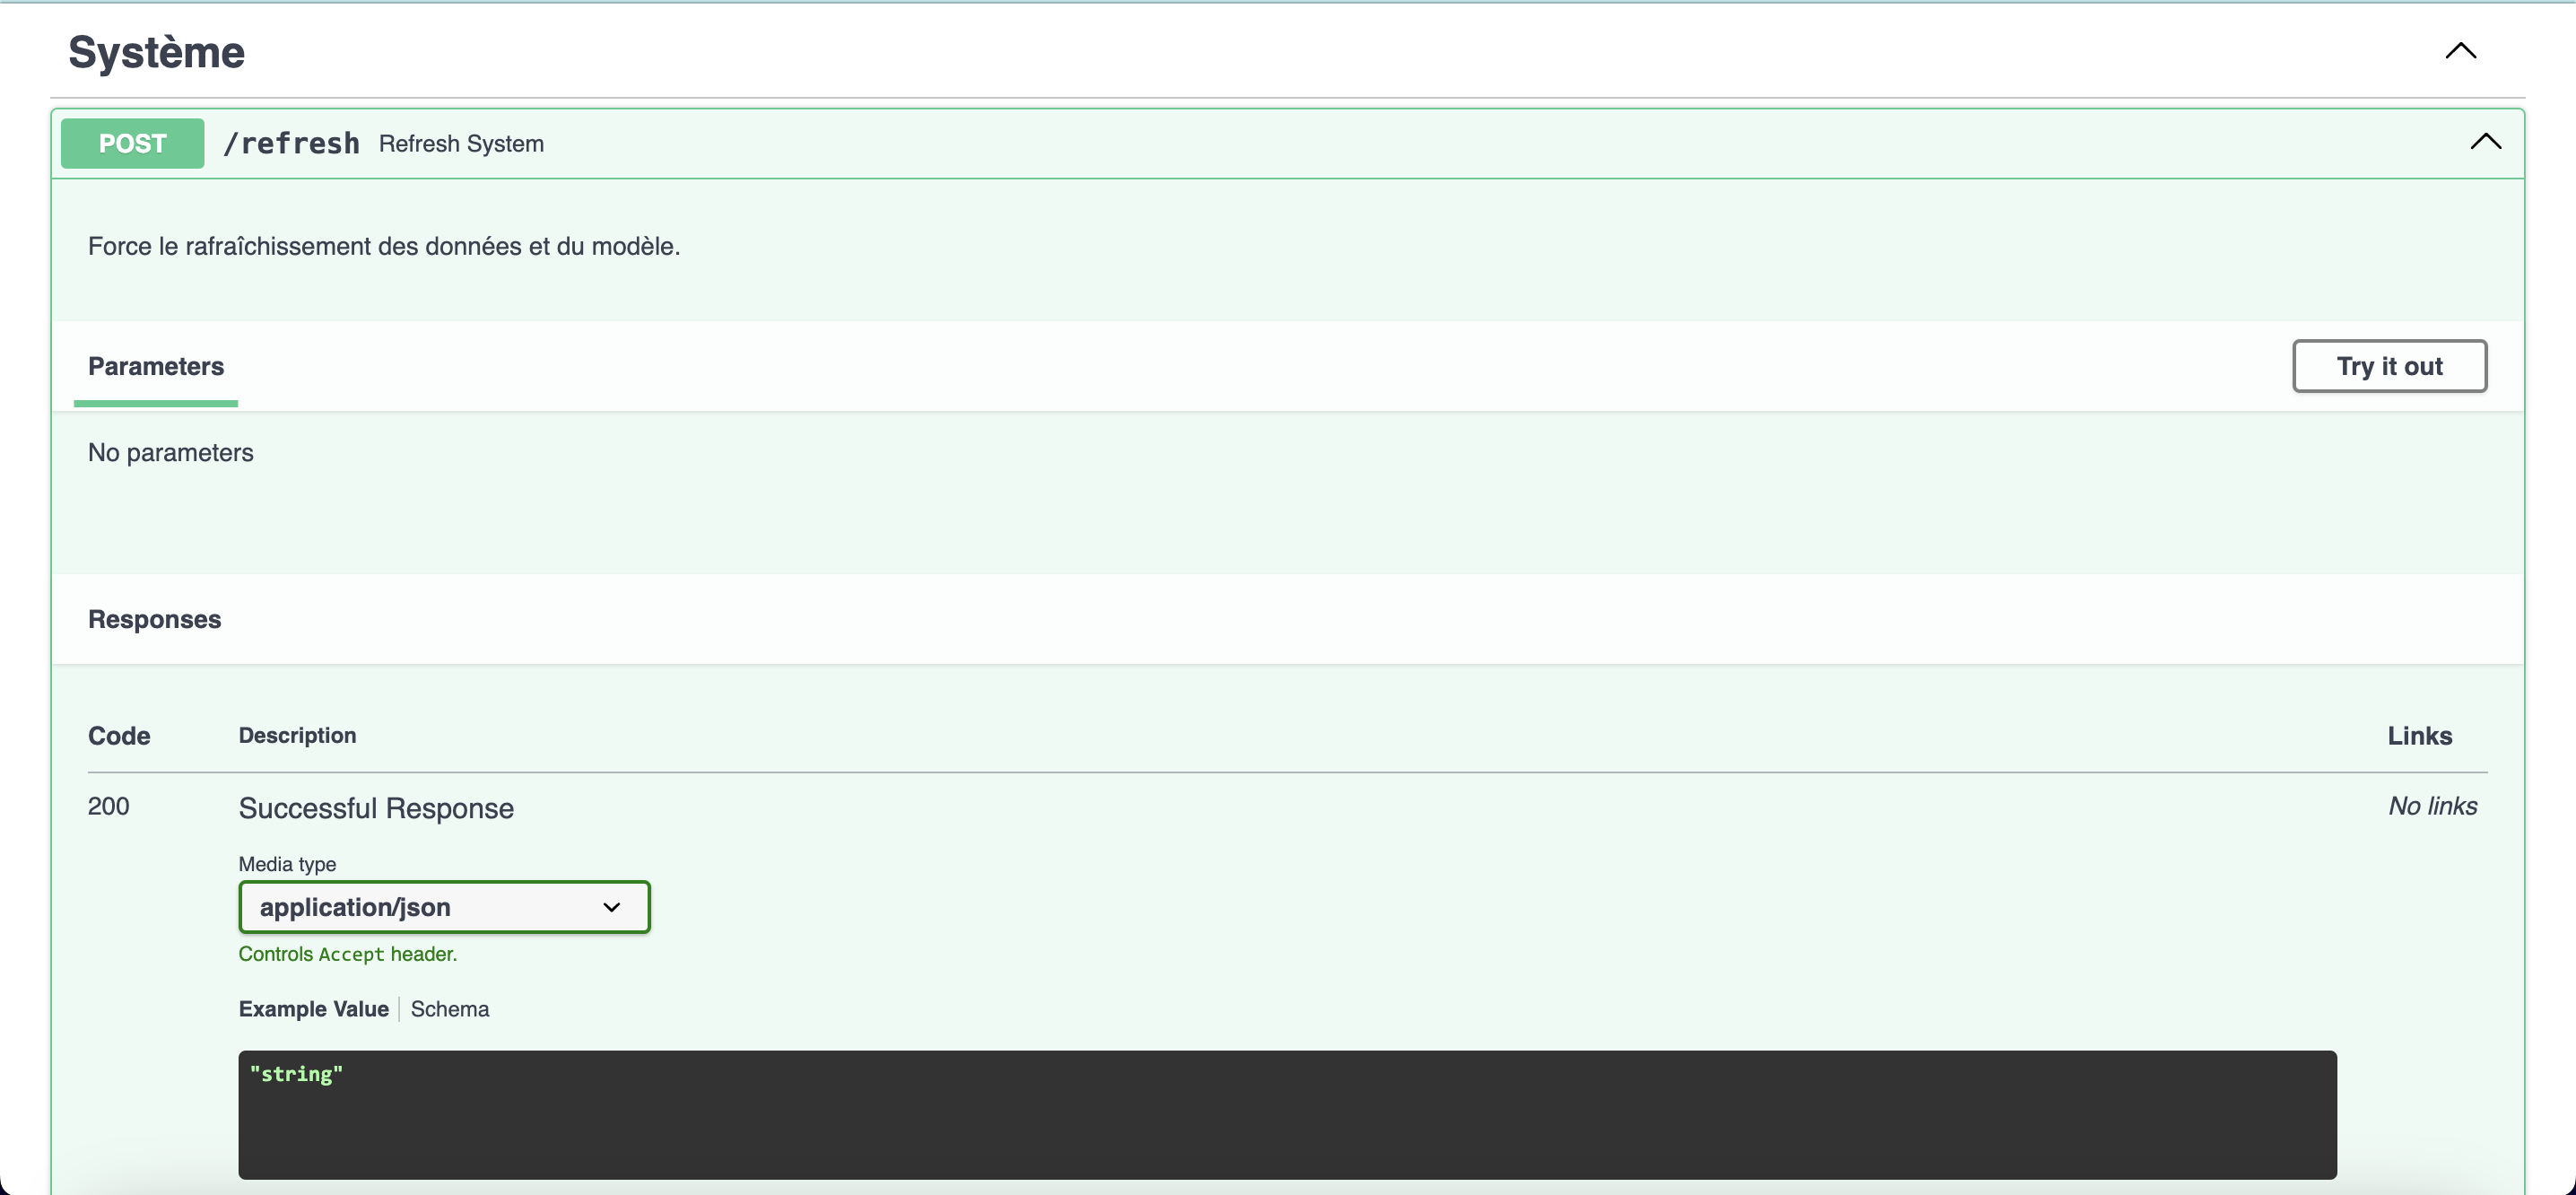 Système
POST /refresh Refresh System
Force le rafraîchissement des données et du modèle.
Parameters
Try it out
No parameters
Responses
Code Description Links
200 Successful Response No links
Media type
application/json
Controls Accept header.
Example Value Schema
"string"